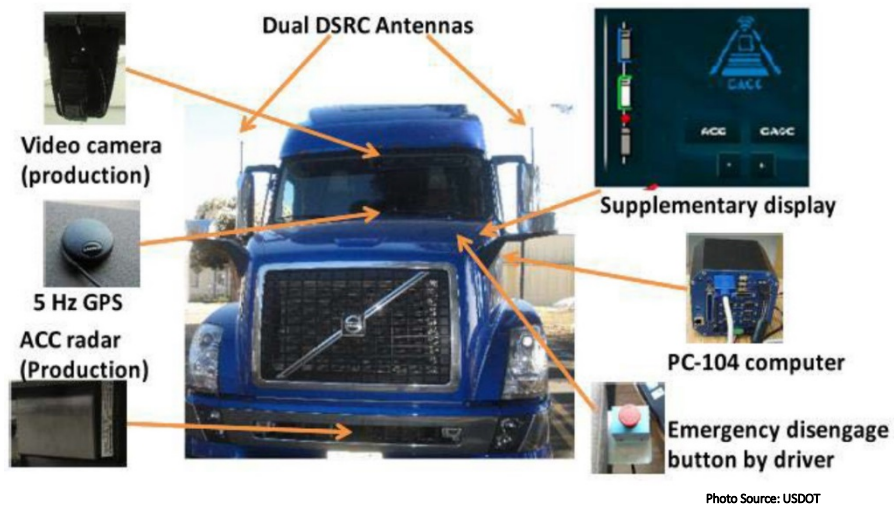 Dual DSRC Antennas
Video camera
(production)
5 Hz GPS
ACC radar
(Production)
CACC
ACC
CACC
Supplementary display
PC-104 computer
Emergency disengage
button by driver
Photo Source: USDOT